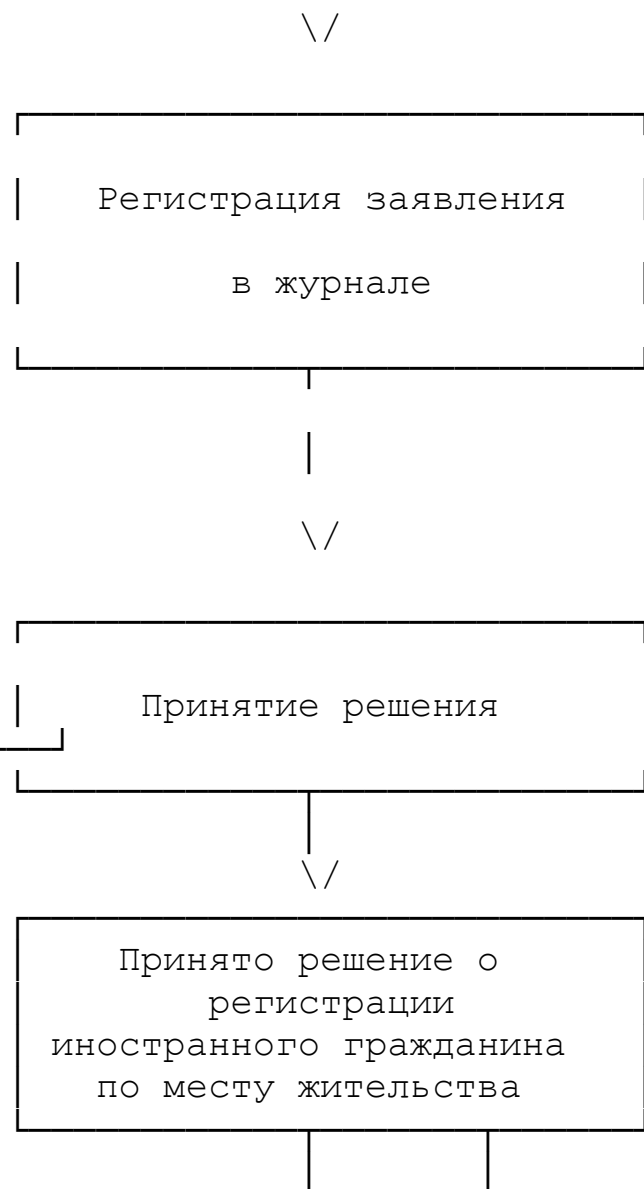 \/
Регистрация заявления
в журнале
\/
Принятие решения
\/
Принято решение о
регистрации
иностранного гражданина
по месту жительства